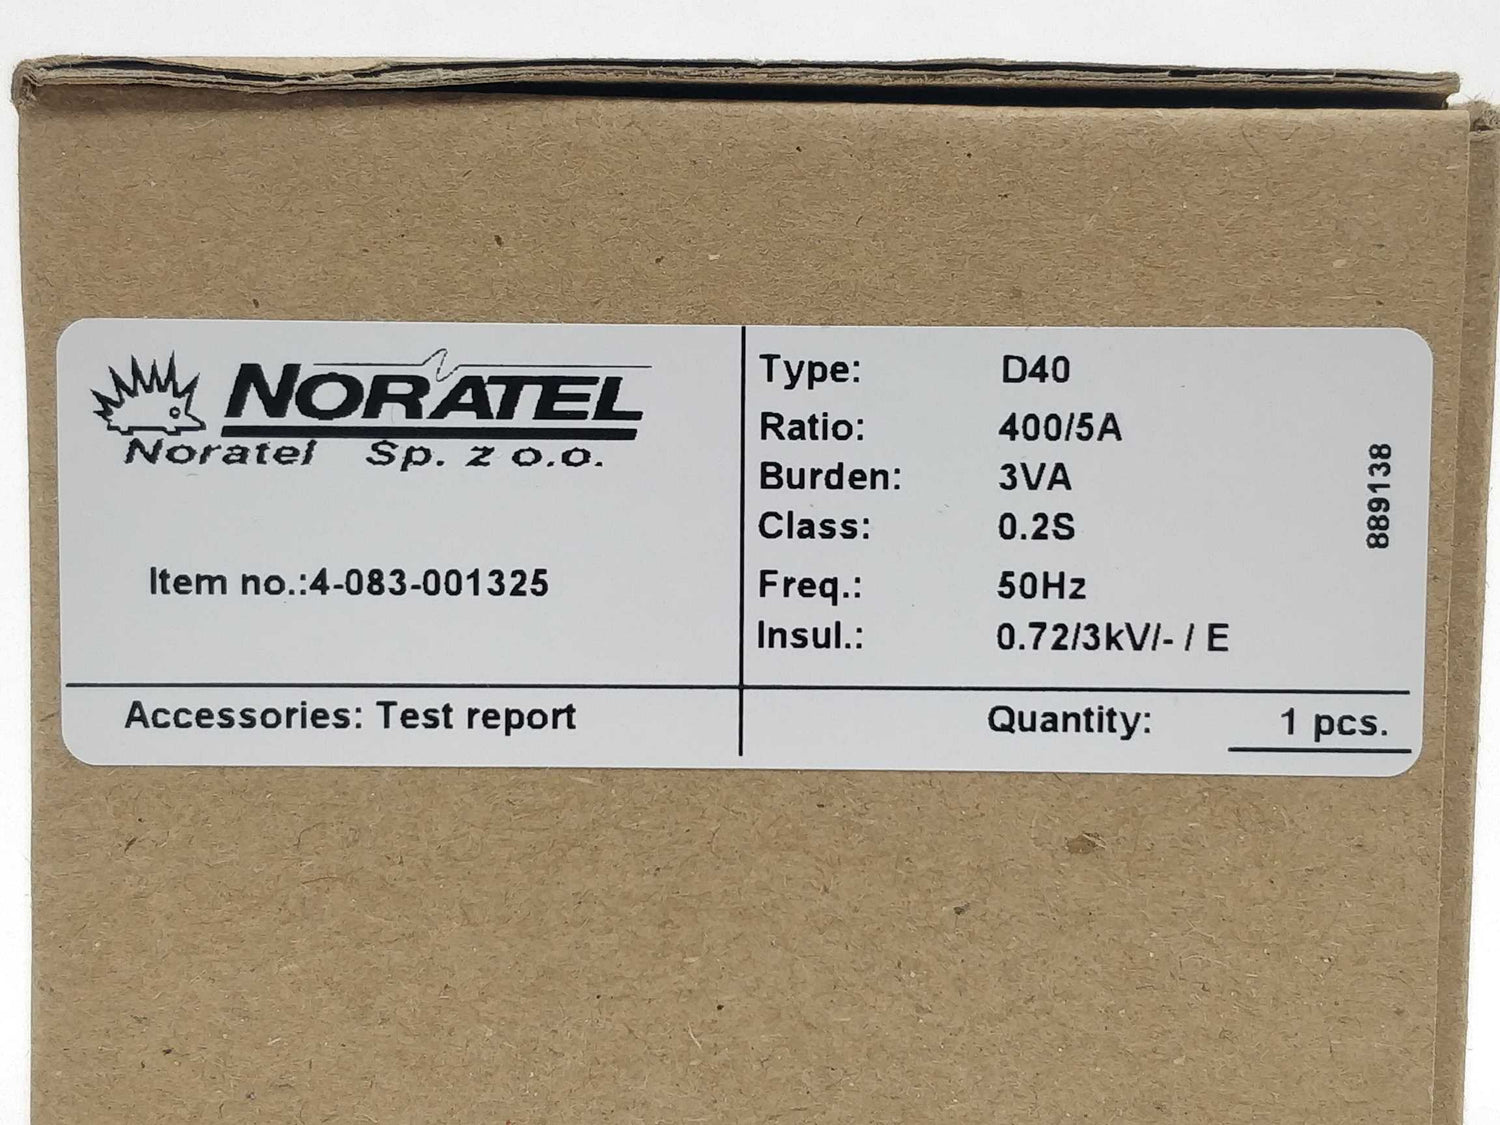 NORATEL
Noratel Sp. z o.o.
Item no.:4-083-001325
Accessories: Test report
Type: D40
Ratio: 400/5A
Burden: 3VA
Class: 0.2S
Freq.: 50Hz
Insul.: 0.72/3kV/- / E
889138
Quantity: 1 pcs.